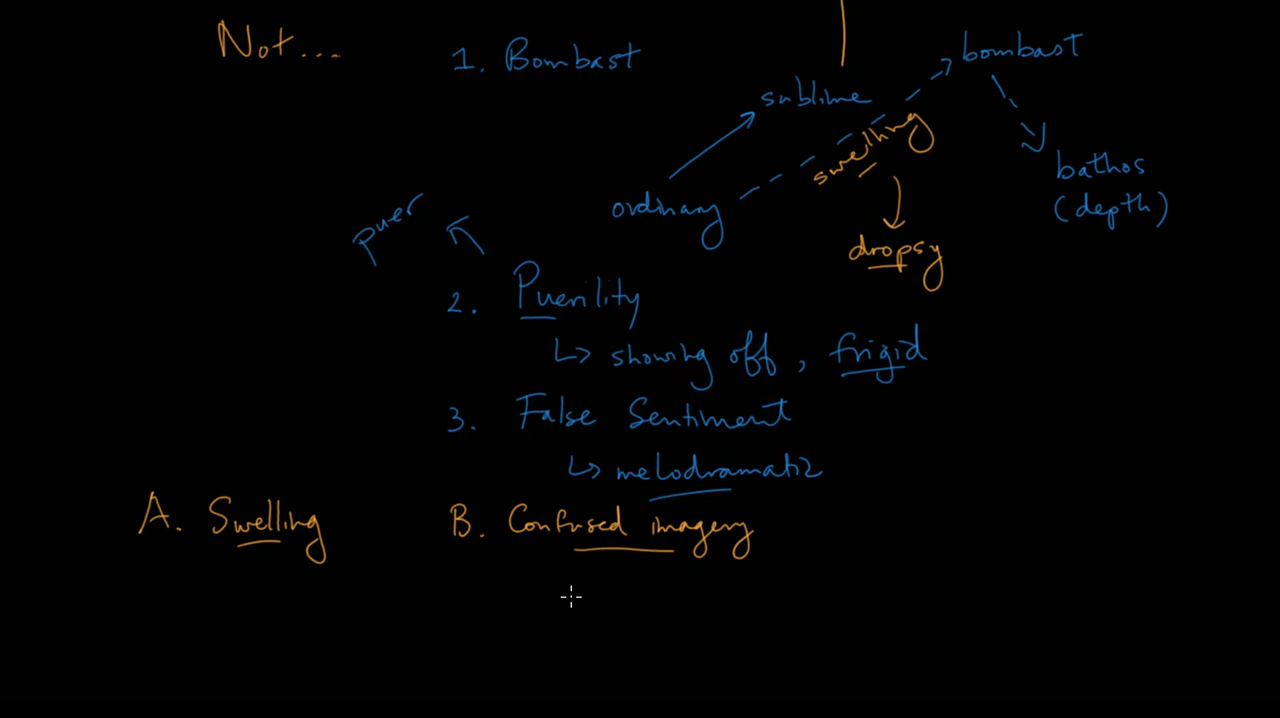 Not...
1. Bombast
bombast
sublime
swelling
bathos
(depth)
ordinary
puer
dropsy
2. Puerility
↳ showing off, frigid
3. False Sentiment
↳ melodramatic
A. Swelling
B. Confused imagery